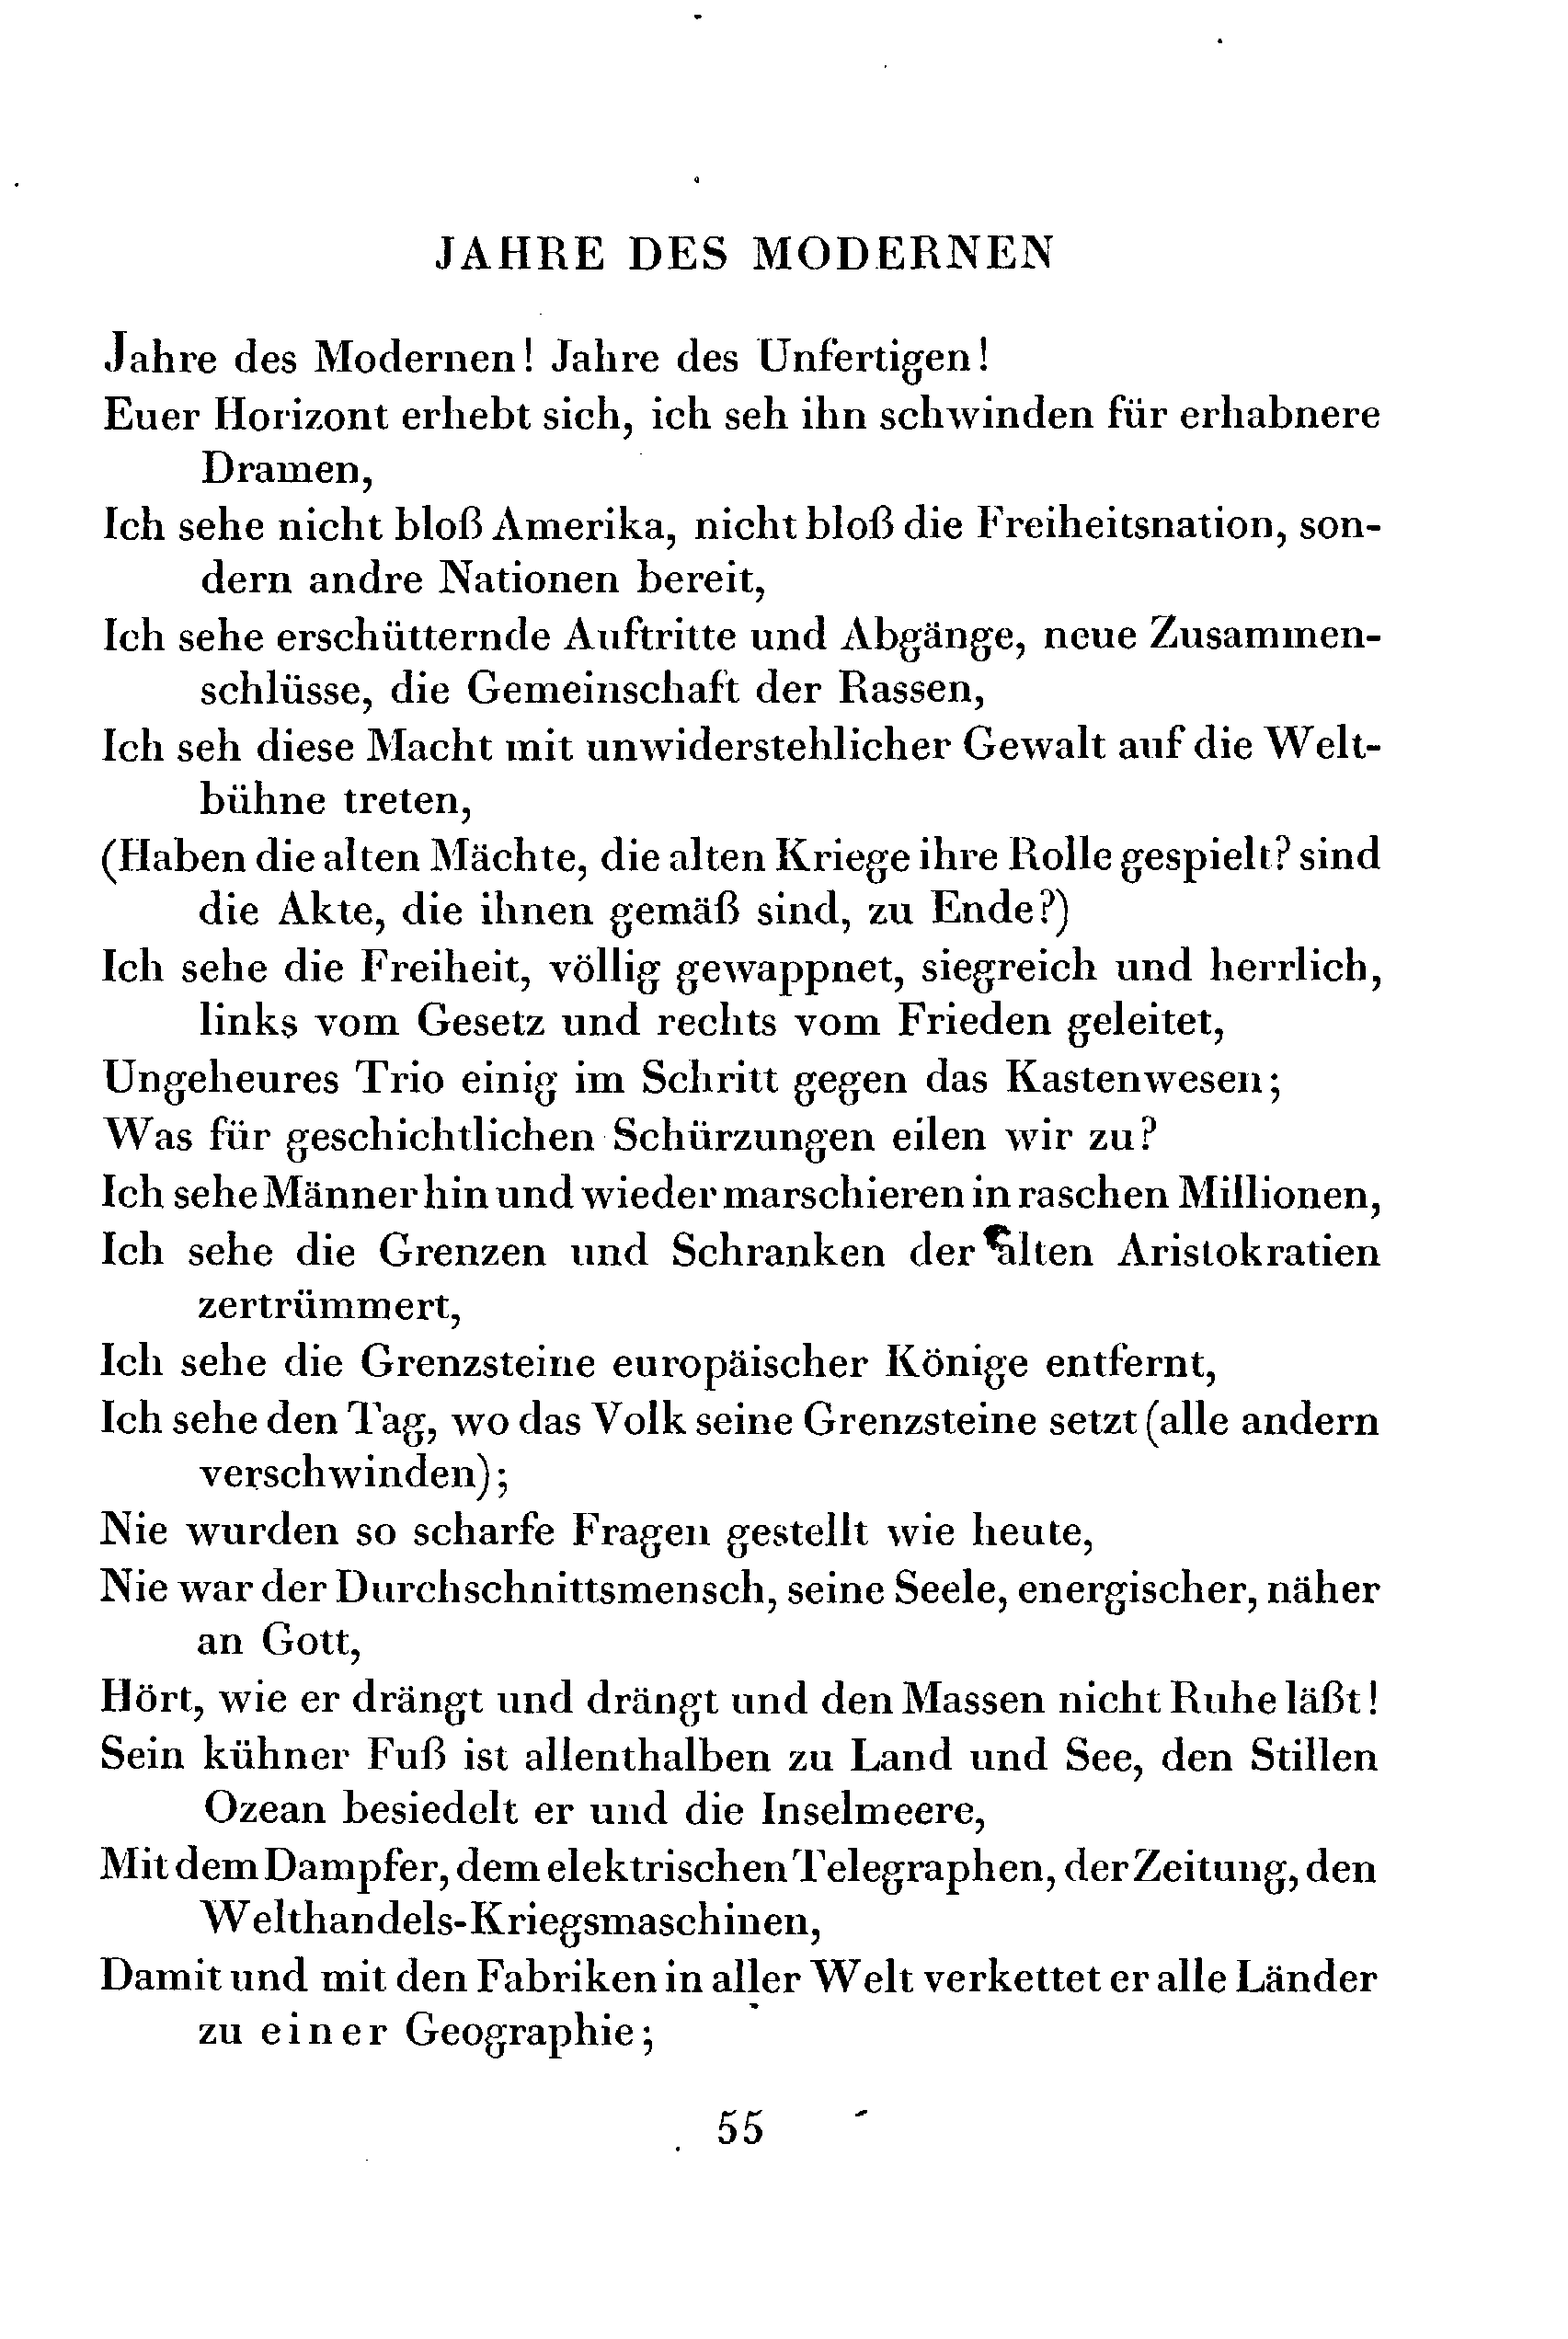 JAHRE DES MODERNEN
Jahre des Modernen! Jahre des Unfertigen!
Euer Horizont erhebt sich, ich seh ihn schwinden für erhabnere
Dramen,
Ich sehe nicht bloß Amerika, nicht bloß die Freiheitsnation, son-
dern andre Nationen bereit,
Ich sehe erschütternde Auftritte und Abgänge, neue Zusammen-
schlüsse, die Gemeinschaft der Rassen,
Ich seh diese Macht mit unwiderstehlicher Gewalt auf die Welt-
bühne treten,
(Haben die alten Mächte, die alten Kriege ihre Rolle gespielt? sind
die Akte, die ihnen gemäß sind, zu Ende?)
Ich sehe die Freiheit, völlig gewappnet, siegreich und herrlich,
links vom Gesetz und rechts vom Frieden geleitet,
Ungeheures Trio einig im Schritt gegen das Kastenwesen;
Was für geschichtlichen Schürzungen eilen wir zu?
Ich sehe Männer hin und wieder marschieren in raschen Millionen,
Ich sehe die Grenzen und Schranken der alten Aristokratien
zertrümmert,
Ich sehe die Grenzsteine europäischer Könige entfernt,
Ich sehe den Tag, wo das Volk seine Grenzsteine setzt (alle andern
verschwinden);
Nie wurden so scharfe Fragen gestellt wie heute,
Nie war der Durchschnittsmensch, seine Seele, energischer, näher
an Gott,
Hört, wie er drängt und drängt und den Massen nicht Ruhe läßt!
Sein kühner Fuß ist allenthalben zu Land und See, den Stillen
Ozean besiedelt er und die Inselmeere,
Mit dem Dampfer, dem elektrischen Telegraphen, der Zeitung, den
Welthandels-Kriegsmaschinen,
Damit und mit den Fabriken in aller Welt verkettet er alle Länder
zu einer Geographie;
55